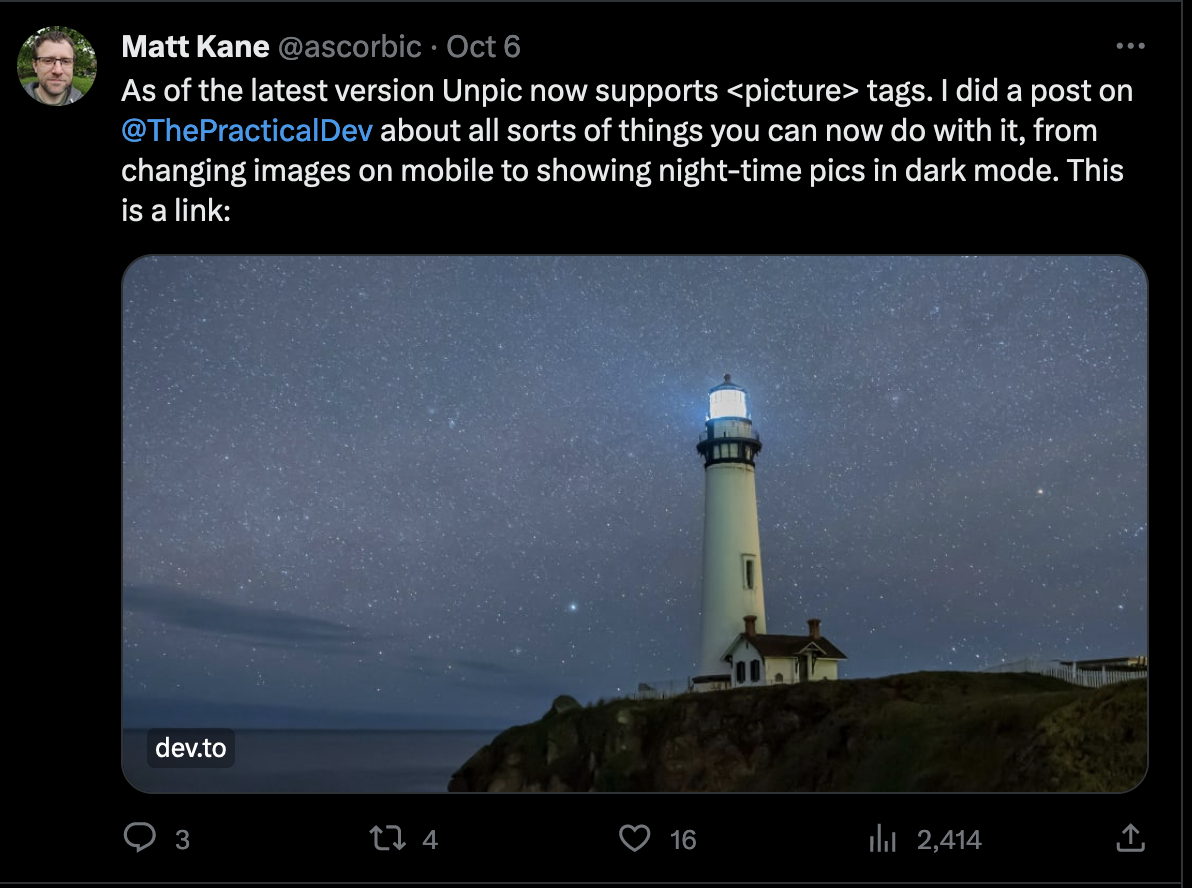 Matt Kane @ascorbic · Oct 6
As of the latest version Unpic now supports <picture> tags. I did a post on
@ThePracticalDev about all sorts of things you can now do with it, from
changing images on mobile to showing night-time pics in dark mode. This
is a link:
dev.to
3 4 16 2,414